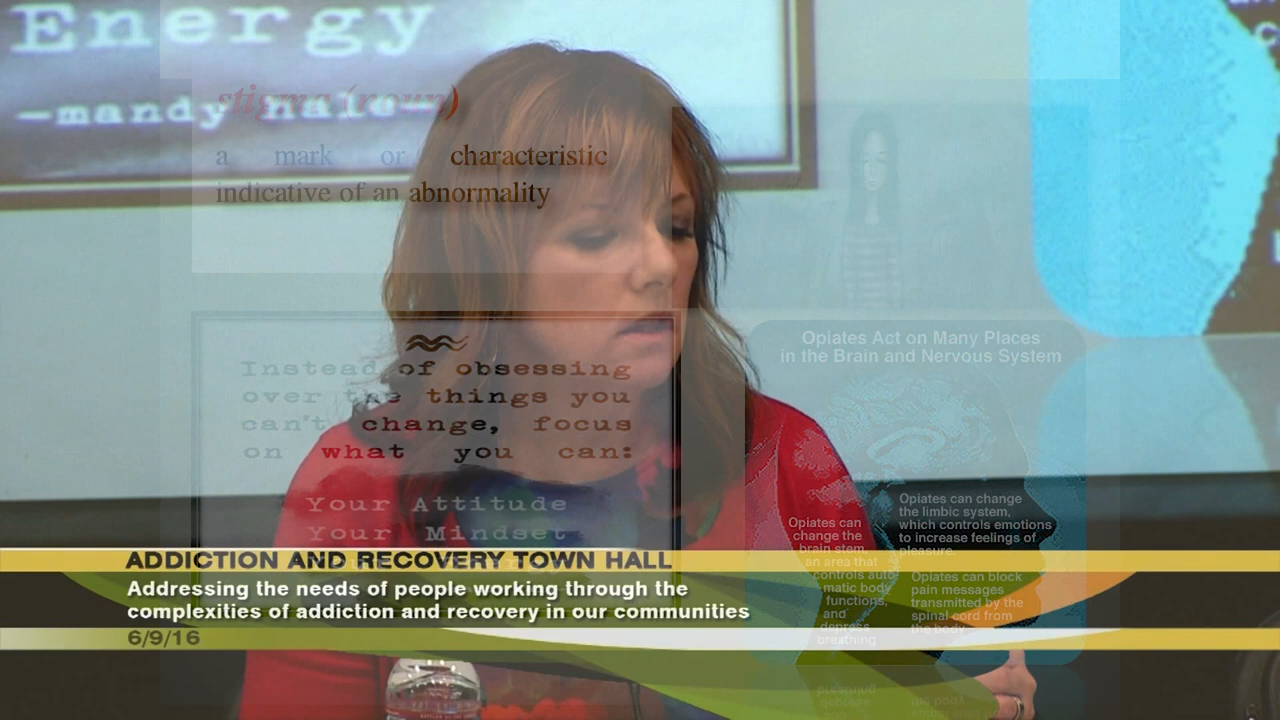 Energy
—mandy hale—
stigma (noun)
a mark or characteristic
indicative of an abnormality
Instead of obsessing
over the things you
can't change, focus
on what you can:
Your Attitude
Your Mindset
Opiates Act on Many Places
in the Brain and Nervous System
Opiates can change
the limbic system,
which controls emotions
to increase feelings of
pleasure.
Opiates can
change the
brain stem,
an area that
controls auto
matic body
functions,
and
depress
breathing
Opiates can block
pain messages
transmitted by the
spinal cord from
the body
ADDICTION AND RECOVERY TOWN HALL
Addressing the needs of people working through the
complexities of addiction and recovery in our communities
6/9/16